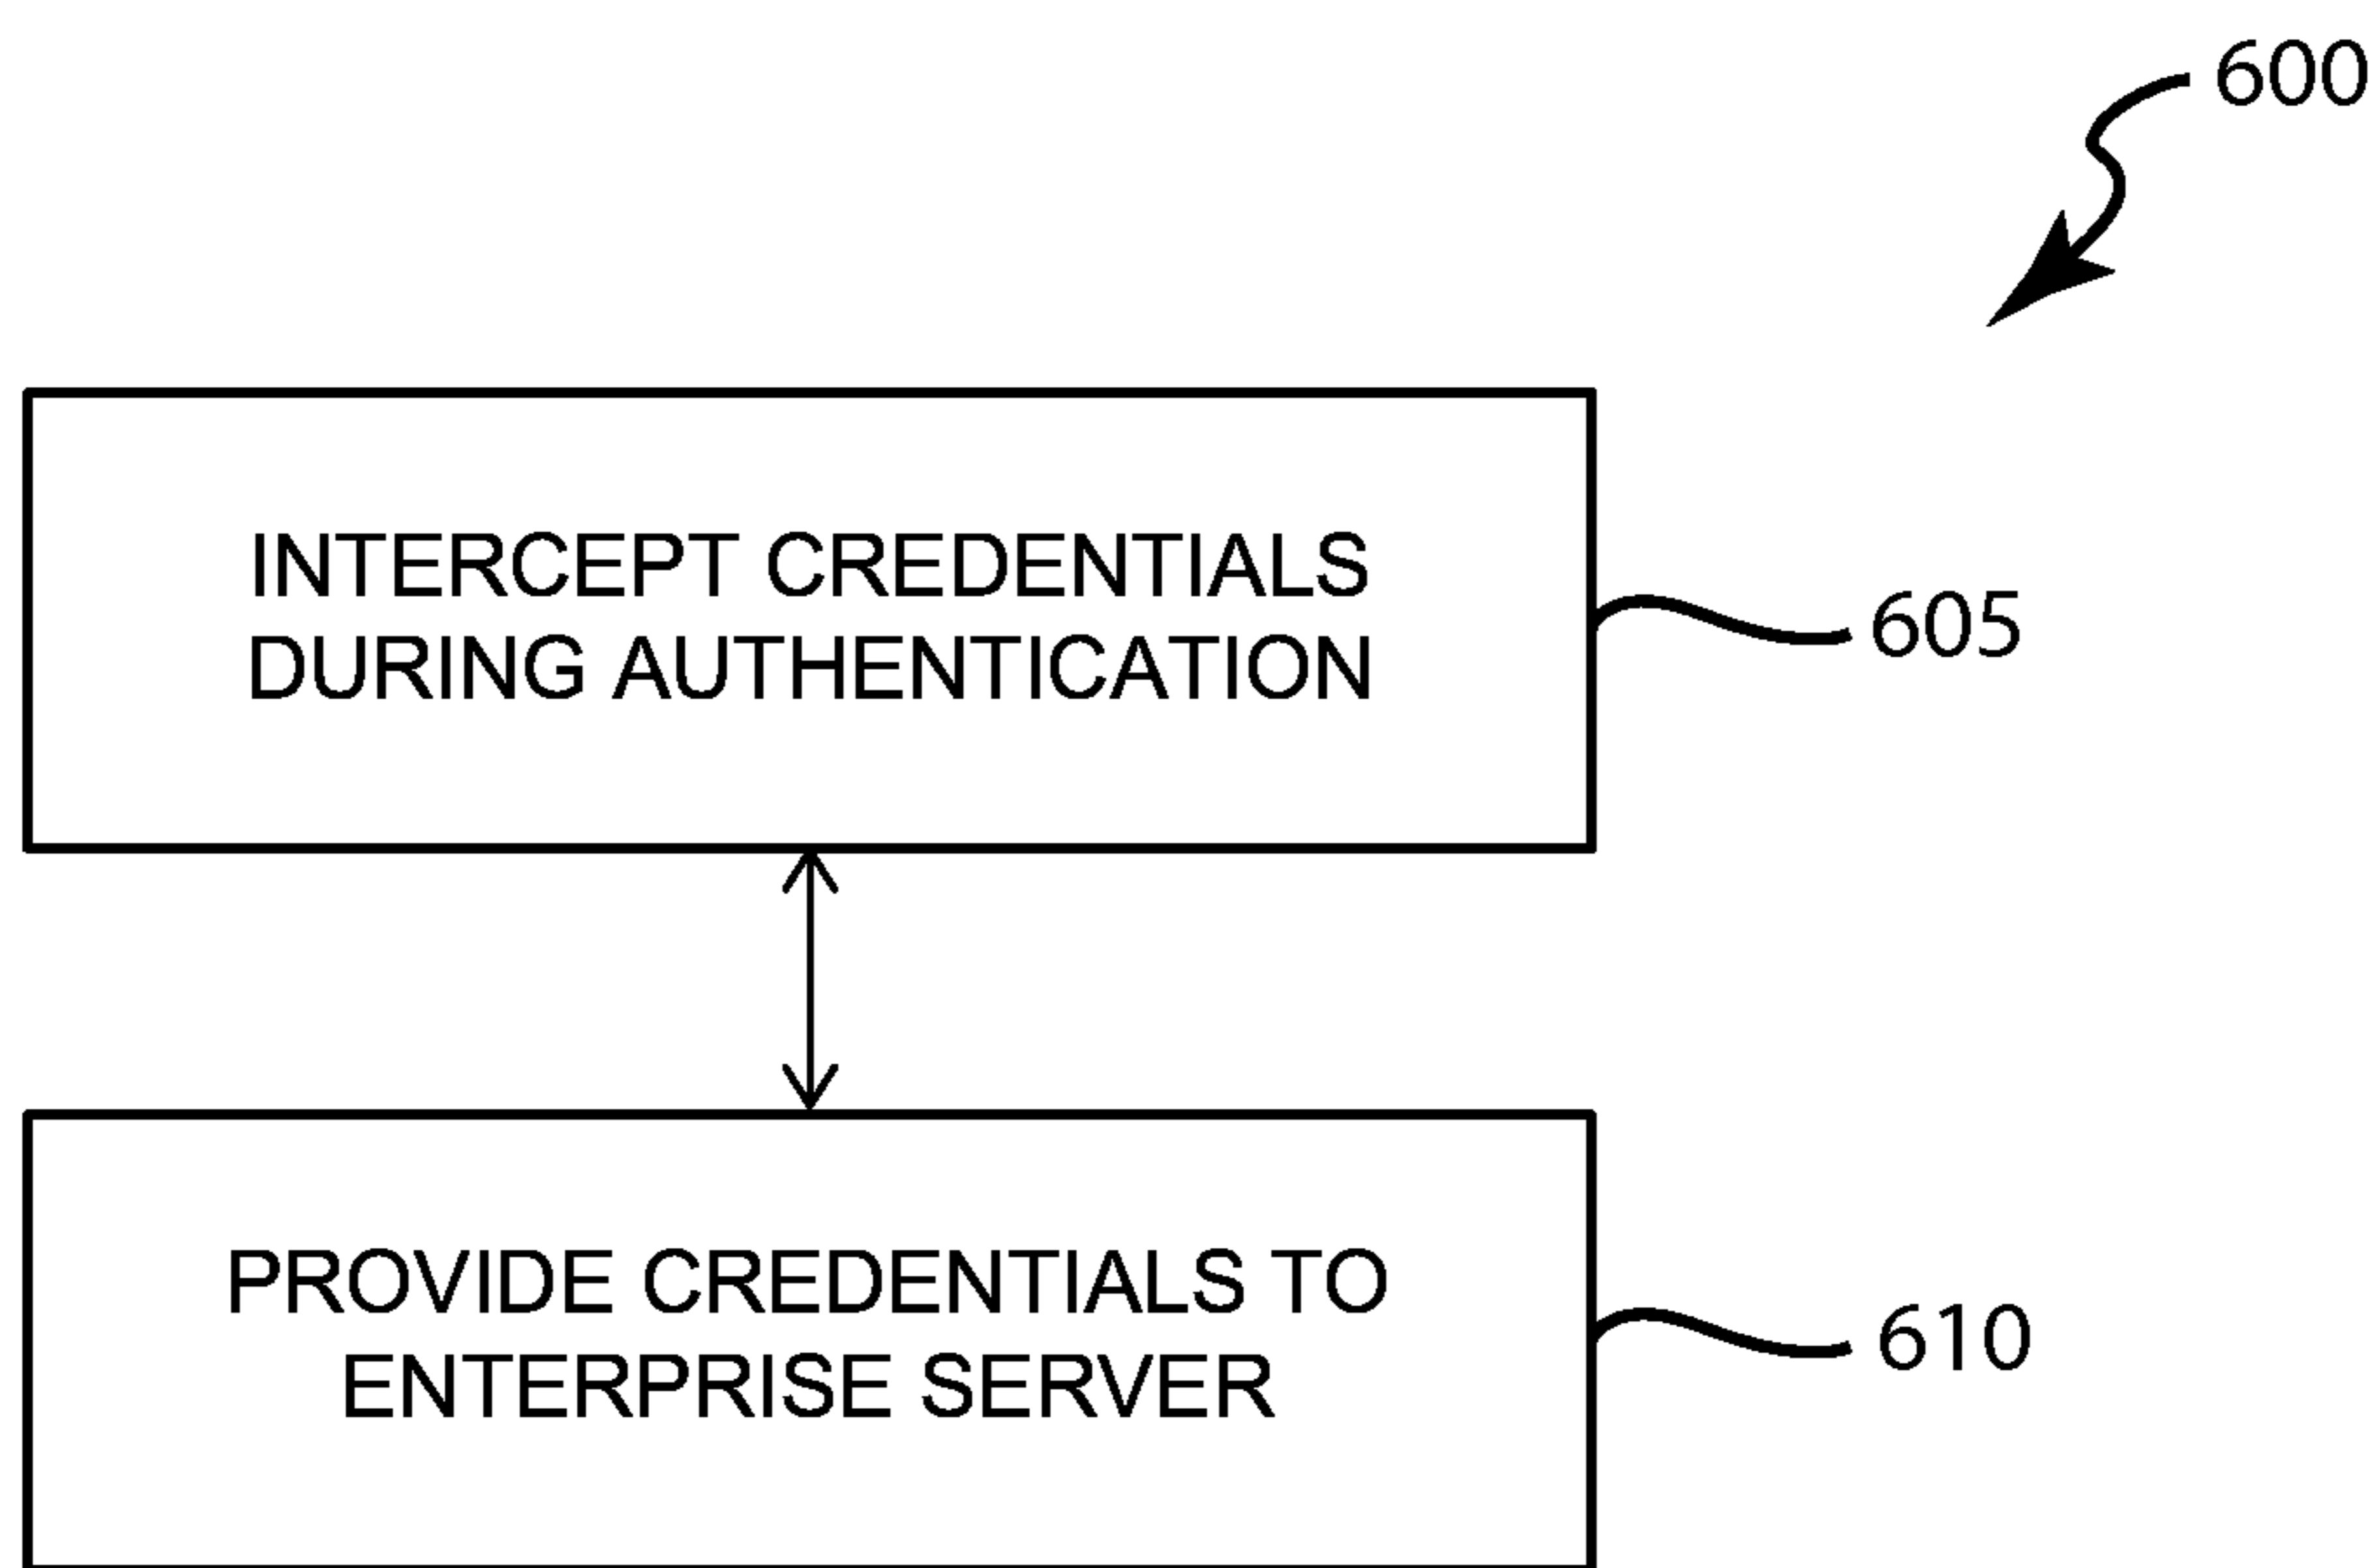 600
INTERCEPT CREDENTIALS
DURING AUTHENTICATION
605
PROVIDE CREDENTIALS TO
ENTERPRISE SERVER
610